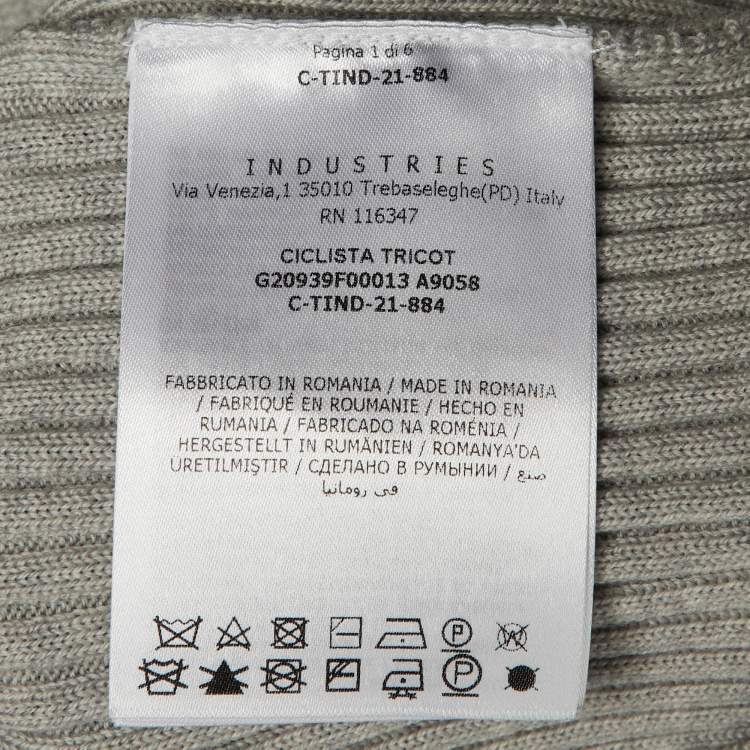 Pagina 1 di 6
C-TIND-21-884
INDUSTRIES
Via Venezia,1 35010 Trebaseleghe(PD) Italy
RN 116347
CICLISTA TRICOT
G20939F00013 A9058
C-TIND-21-884
FABBRICATO IN ROMANIA / MADE IN ROMANIA
/ FABRIQUÉ EN ROUMANIE / HECHO EN
RUMANIA / FABRICADO NA ROMÉNIA /
HERGESTELLT IN RUMÄNIEN / ROMANYA'DA
ÜRETILMIŞTIR / СДЕЛАНО В РУМЫНИИ / صنع
في رومانيا
P W
P